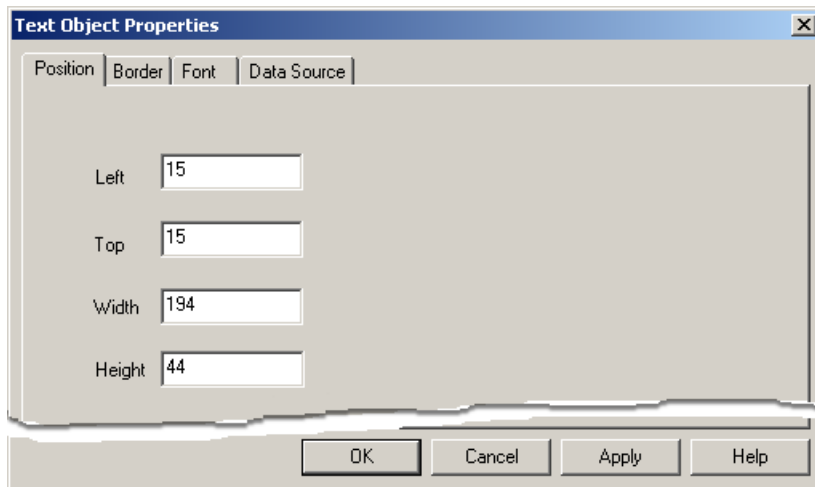 Text Object Properties
Position Border Font Data Source
Left 15
Top 15
Width 194
Height 44
OK Cancel Apply Help